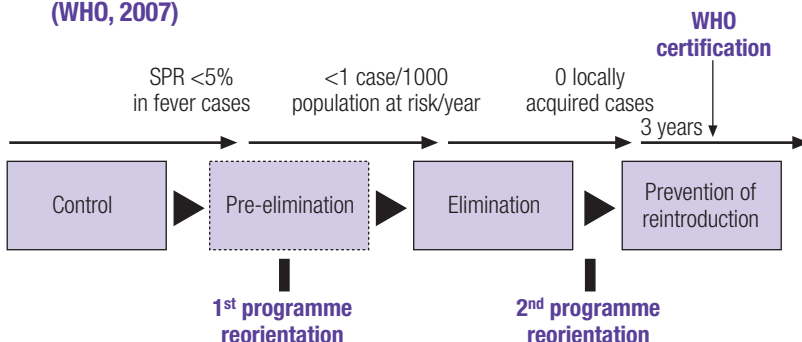 (WHO, 2007)
WHO
certification
SPR <5%
in fever cases
<1 case/1000
population at risk/year
0 locally
acquired cases
3 years
Control
Pre-elimination
Elimination
Prevention of
reintroduction
1st programme
reorientation
2nd programme
reorientation